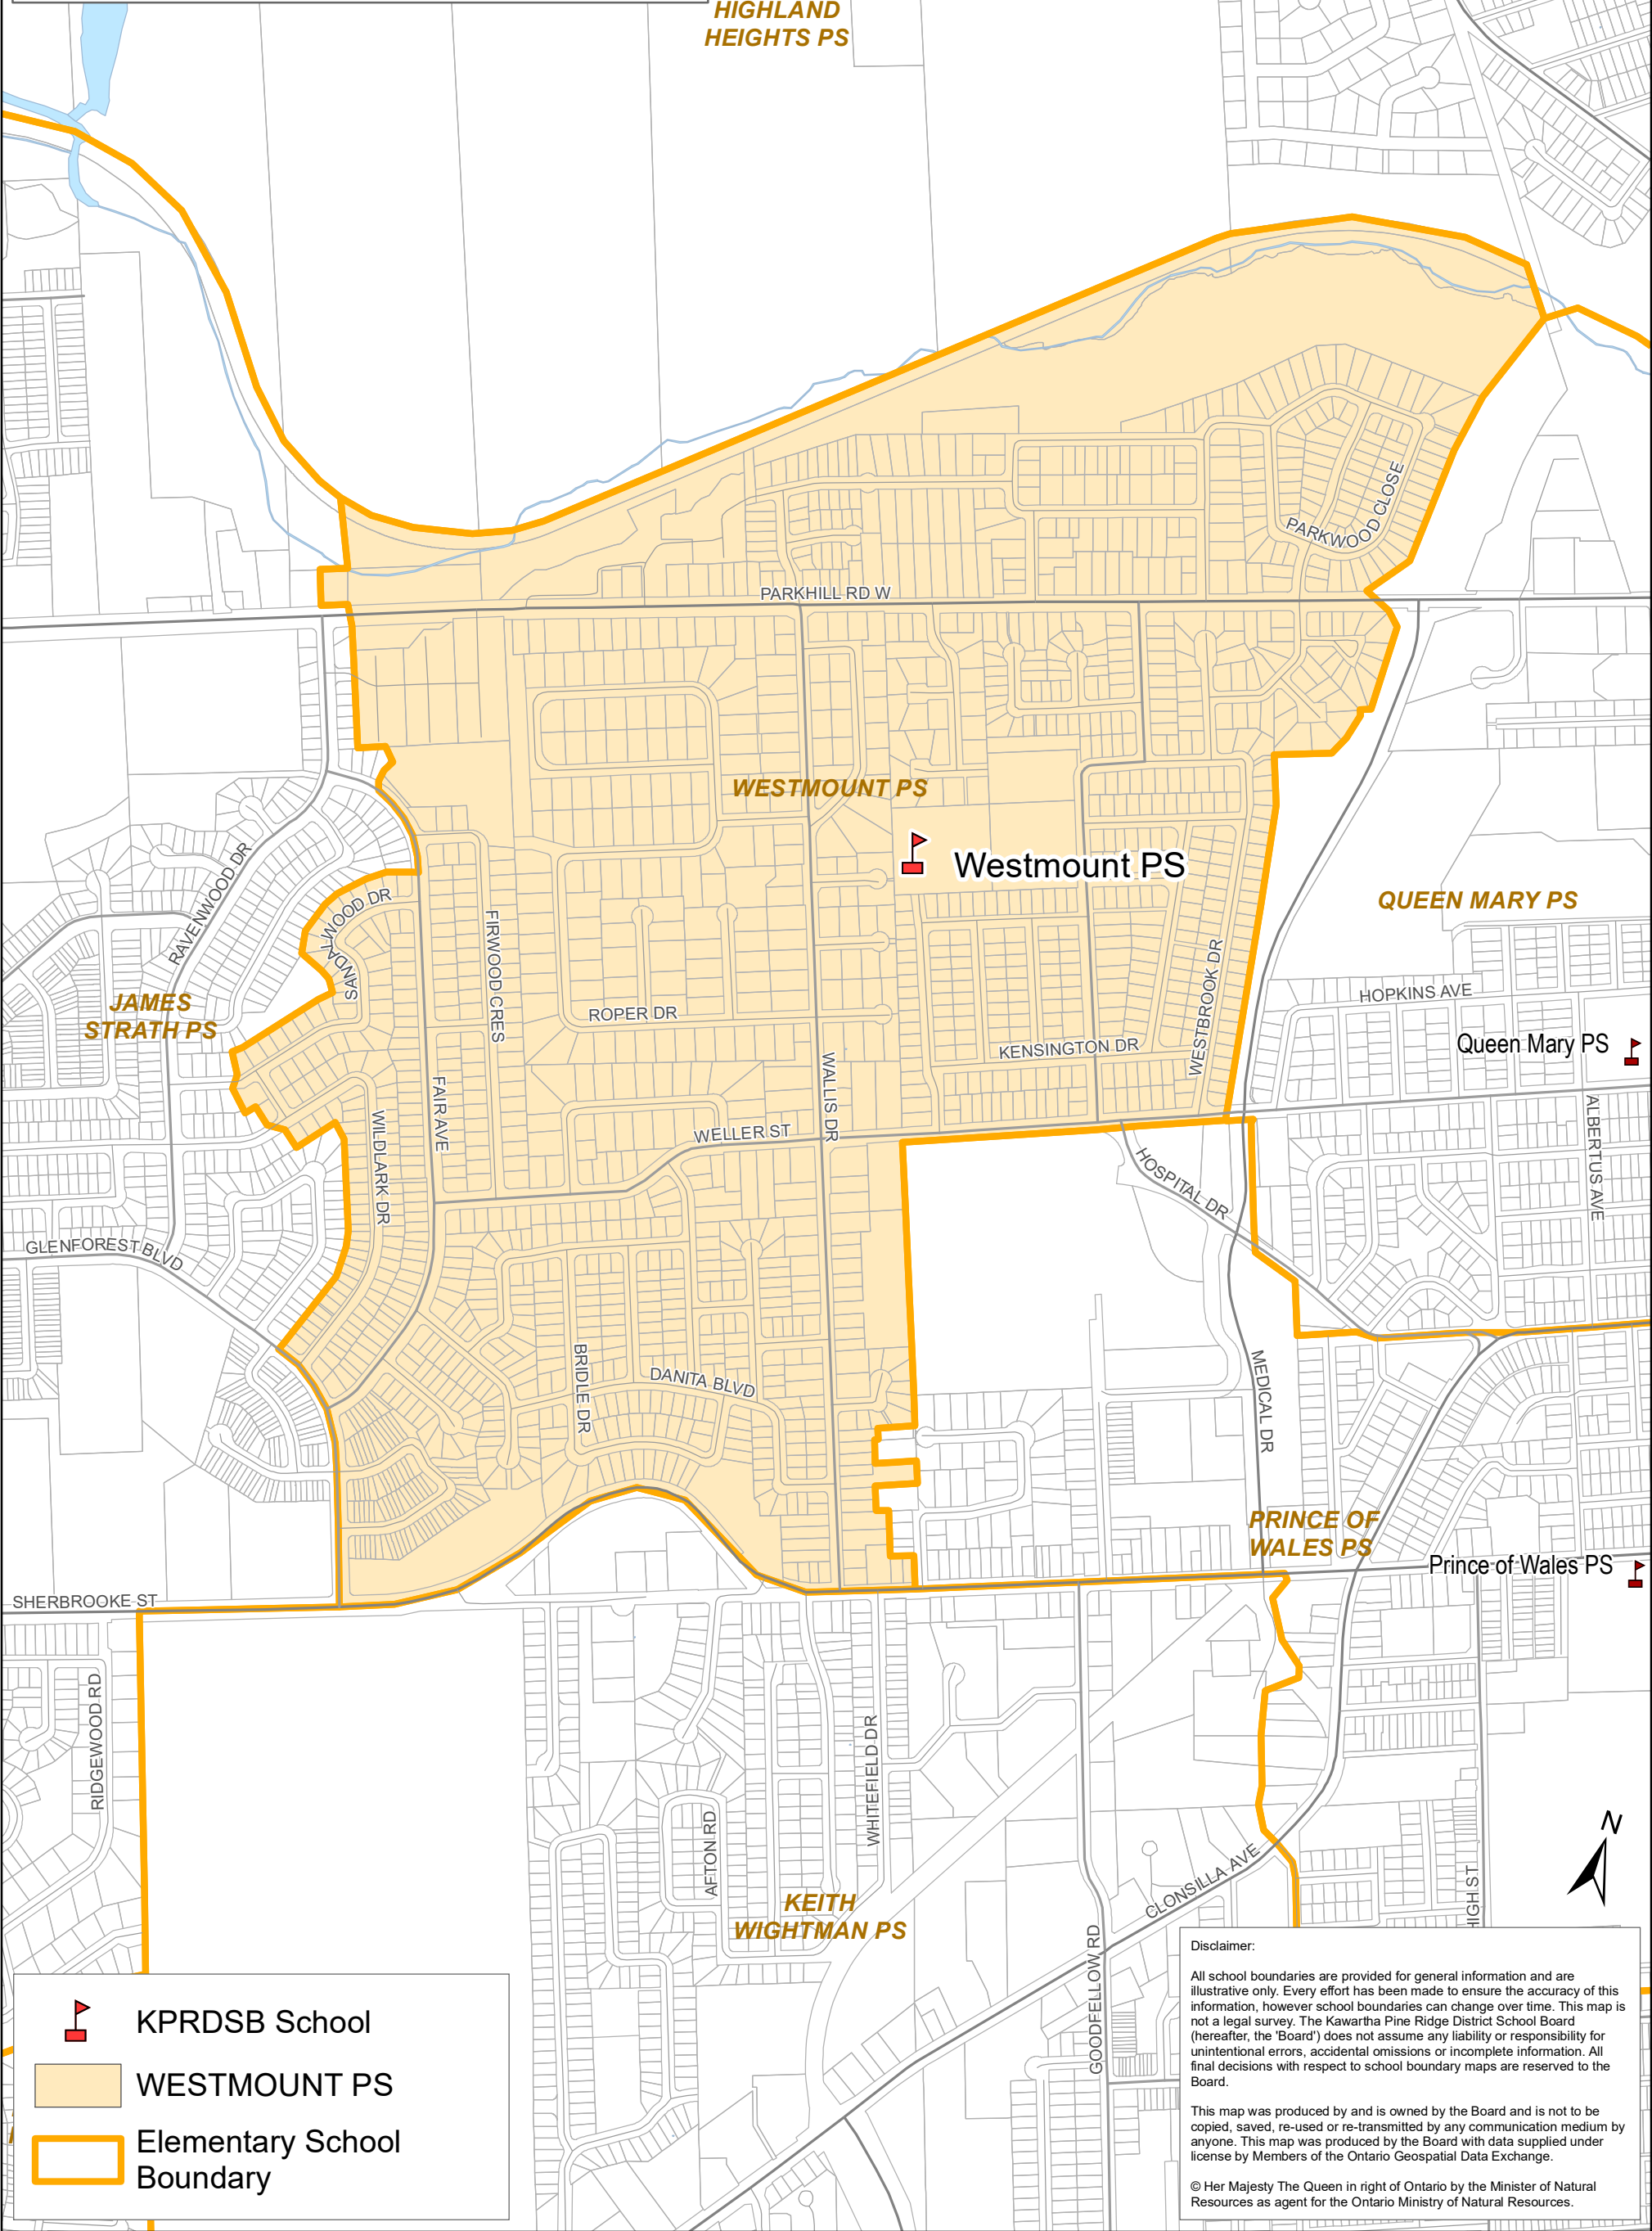 HIGHLAND
HEIGHTS PS
PARKWOOD CLOSE
PARKHILL RD W
WESTMOUNT PS
Westmount PS
QUEEN MARY PS
RAVENWOOD DR
SANDALWOOD DR
FIRWOOD CRES
WESTBROOK DR
HOPKINS AVE
JAMES
STRATH PS
ROPER DR
Queen Mary PS
KENSINGTON DR
WALLIS DR
FAIR AVE
WILDLARK DR
WELLER ST
ALBERTUS AVE
HOSPITAL DR
GLENFOREST BLVD
BRIDLE DR
DANITA BLVD
MEDICAL DR
PRINCE OF
WALES PS
Prince of Wales PS
SHERBROOKE ST
RIDGEWOOD RD
WHITEFIELD DR
AFTON RD
N
CLONSILLA AVE
HIGH ST
KEITH
WIGHTMAN PS
GOODFELLOW RD
KPRDSB School
WESTMOUNT PS
Elementary School
Boundary
Disclaimer:
All school boundaries are provided for general information and are
illustrative only. Every effort has been made to ensure the accuracy of this
information, however school boundaries can change over time. This map is
not a legal survey. The Kawartha Pine Ridge District School Board
(hereafter, the 'Board') does not assume any liability or responsibility for
unintentional errors, accidental omissions or incomplete information. All
final decisions with respect to school boundary maps are reserved to the
Board.
This map was produced by and is owned by the Board and is not to be
copied, saved, re-used or re-transmitted by any communication medium by
anyone. This map was produced by the Board with data supplied under
license by Members of the Ontario Geospatial Data Exchange.
© Her Majesty The Queen in right of Ontario by the Minister of Natural
Resources as agent for the Ontario Ministry of Natural Resources.